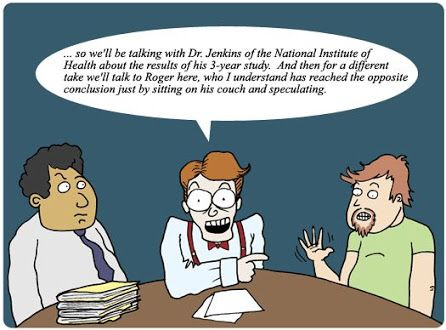 ... so we'll be talking with Dr. Jenkins of the National Institute of
Health about the results of his 3-year study.  And then for a different
take we'll talk to Roger here, who I understand has reached the opposite
conclusion just by sitting on his couch and speculating.